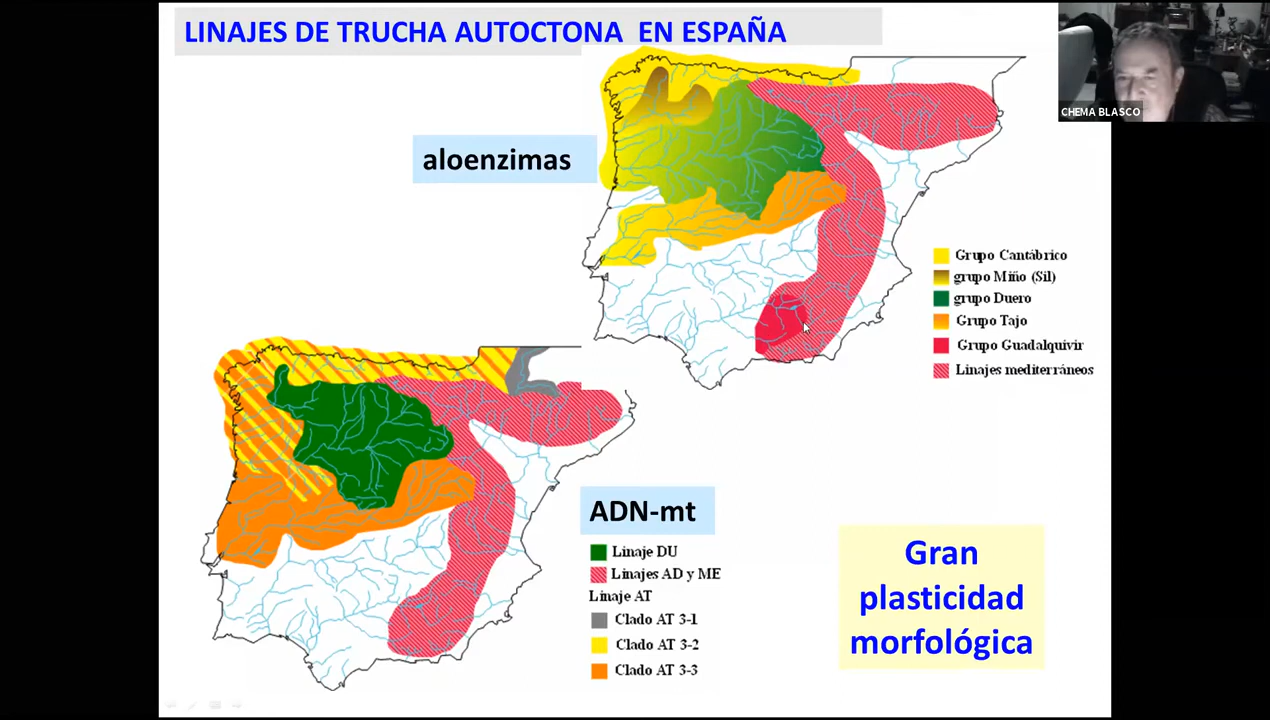 LINAJES DE TRUCHA AUTOCTONA EN ESPAÑA
CHEMA BLASCO
aloenzimas
Grupo Cantábrico
grupo Miño (Sil)
grupo Duero
Grupo Tajo
Grupo Guadalquivir
Linajes mediterráneos
ADN-mt
Linaje DU
Linajes AD y ME
Linaje AT
Clado AT 3-1
Clado AT 3-2
Clado AT 3-3
Gran
plasticidad
morfológica